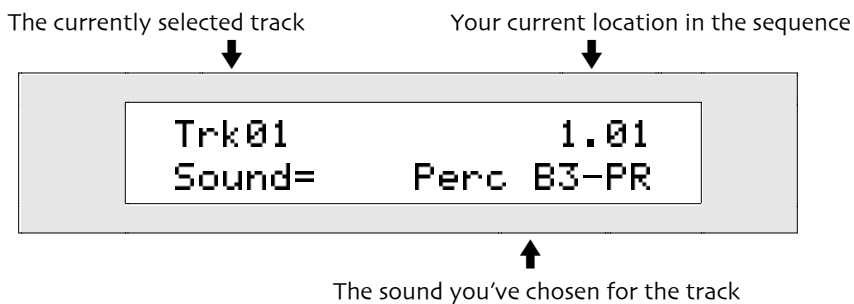 The currently selected track
Your current location in the sequence
Trk01 1.01
Sound= Perc B3-PR
The sound you’ve chosen for the track